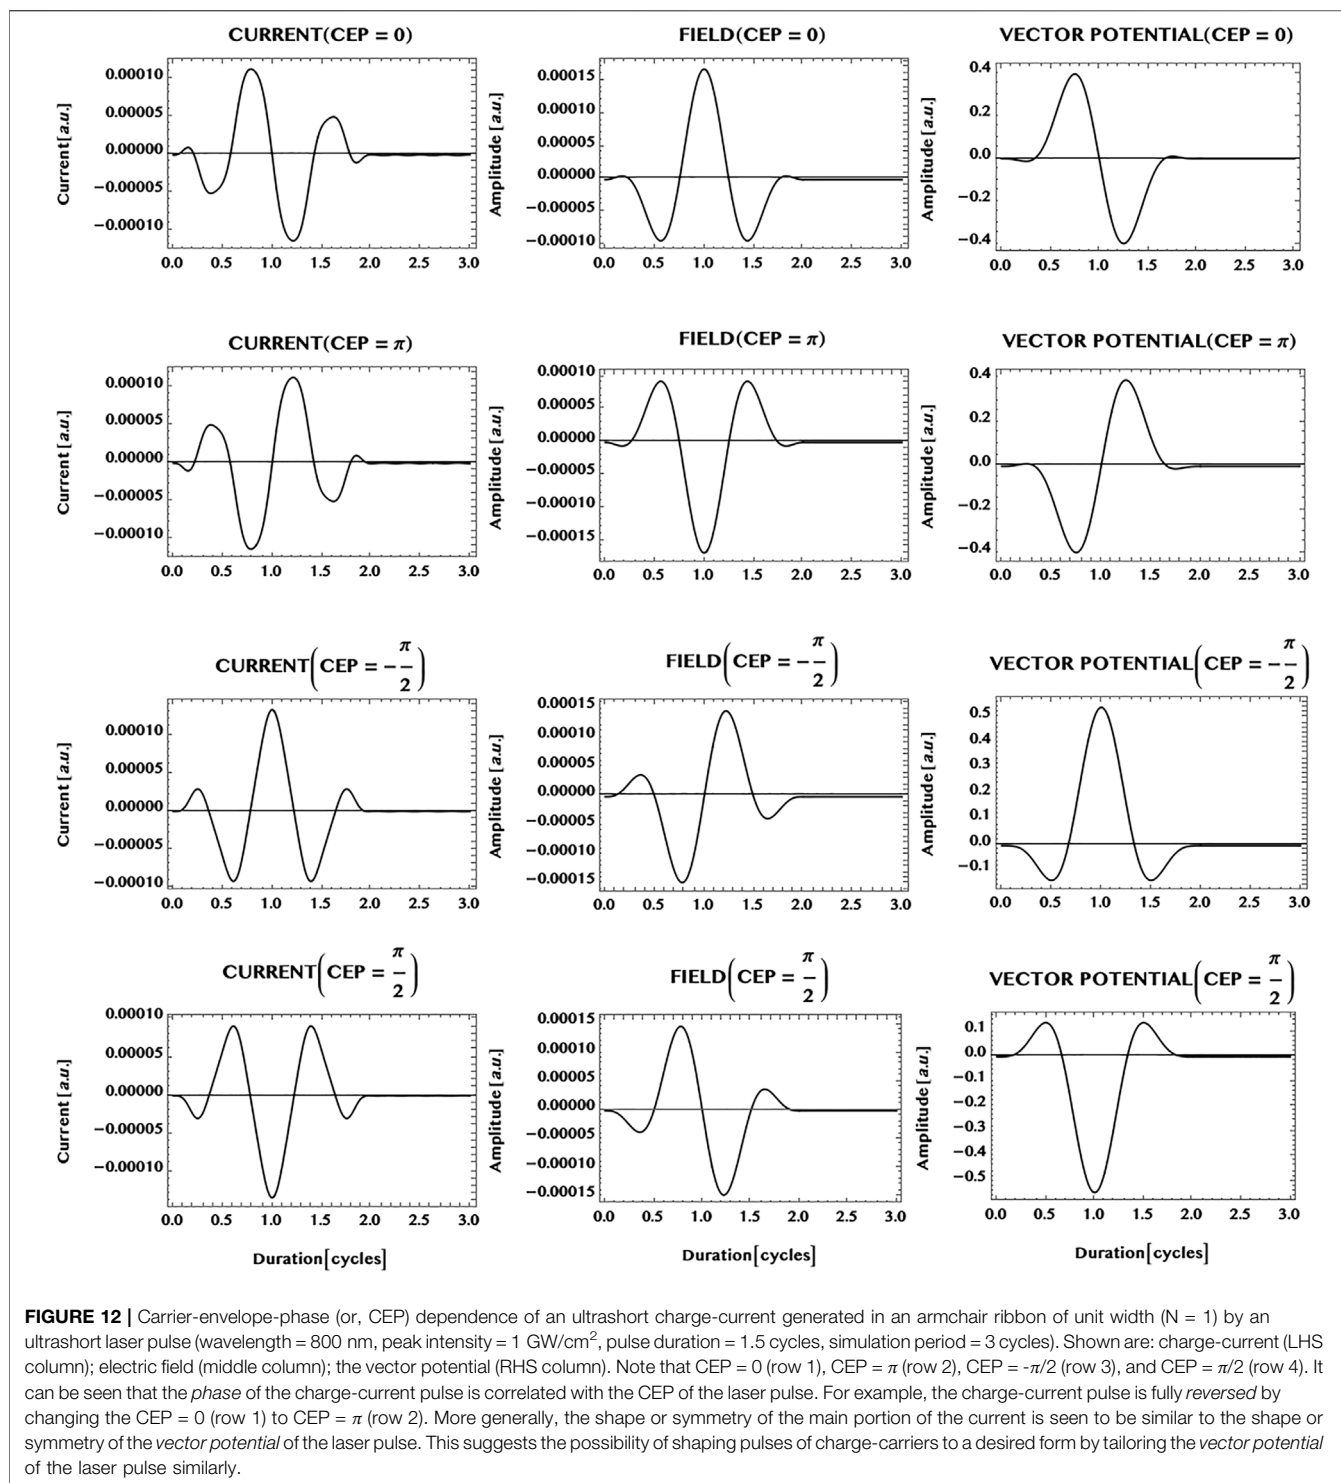 CURRENT(CEP = 0)
FIELD(CEP = 0)
VECTOR POTENTIAL(CEP = 0)
Current[a.u.]
0.00010
0.00005
0.00000
−0.00005
−0.00010
0.0 0.5 1.0 1.5 2.0 2.5 3.0
Amplitude[a.u.]
0.00015
0.00010
0.00005
0.00000
−0.00005
−0.00010
0.0 0.5 1.0 1.5 2.0 2.5 3.0
Amplitude[a.u.]
0.4
0.2
0.0
−0.2
−0.4
0.0 0.5 1.0 1.5 2.0 2.5 3.0
CURRENT(CEP = π)
FIELD(CEP = π)
VECTOR POTENTIAL(CEP = π)
Current[a.u.]
0.00010
0.00005
0.00000
−0.00005
−0.00010
0.0 0.5 1.0 1.5 2.0 2.5 3.0
Amplitude[a.u.]
0.00010
0.00005
0.00000
−0.00005
−0.00010
−0.00015
0.0 0.5 1.0 1.5 2.0 2.5 3.0
Amplitude[a.u.]
0.4
0.2
0.0
−0.2
−0.4
0.0 0.5 1.0 1.5 2.0 2.5 3.0
CURRENT(CEP = −π/2)
FIELD(CEP = −π/2)
VECTOR POTENTIAL(CEP = −π/2)
Current[a.u.]
0.00010
0.00005
0.00000
−0.00005
−0.00010
0.0 0.5 1.0 1.5 2.0 2.5 3.0
Amplitude[a.u.]
0.00015
0.00010
0.00005
0.00000
−0.00005
−0.00010
−0.00015
0.0 0.5 1.0 1.5 2.0 2.5 3.0
Amplitude[a.u.]
0.5
0.4
0.3
0.2
0.1
0.0
−0.1
0.0 0.5 1.0 1.5 2.0 2.5 3.0
CURRENT(CEP = π/2)
FIELD(CEP = π/2)
VECTOR POTENTIAL(CEP = π/2)
Current[a.u.]
0.00010
0.00005
0.00000
−0.00005
−0.00010
0.0 0.5 1.0 1.5 2.0 2.5 3.0
Duration[cycles]
Amplitude[a.u.]
0.00015
0.00010
0.00005
0.00000
−0.00005
−0.00010
−0.00015
0.0 0.5 1.0 1.5 2.0 2.5 3.0
Duration[cycles]
Amplitude[a.u.]
0.1
0.0
−0.1
−0.2
−0.3
−0.4
−0.5
0.0 0.5 1.0 1.5 2.0 2.5 3.0
Duration[cycles]
FIGURE 12 | Carrier-envelope-phase (or, CEP) dependence of an ultrashort charge-current generated in an armchair ribbon of unit width (N = 1) by an
ultrashort laser pulse (wavelength = 800 nm, peak intensity = 1 GW/cm², pulse duration = 1.5 cycles, simulation period = 3 cycles). Shown are: charge-current (LHS
column); electric field (middle column); the vector potential (RHS column). Note that CEP = 0 (row 1), CEP = π (row 2), CEP = -π/2 (row 3), and CEP = π/2 (row 4). It
can be seen that the phase of the charge-current pulse is correlated with the CEP of the laser pulse. For example, the charge-current pulse is fully reversed by
changing the CEP = 0 (row 1) to CEP = π (row 2). More generally, the shape or symmetry of the main portion of the current is seen to be similar to the shape or
symmetry of the vector potential of the laser pulse. This suggests the possibility of shaping pulses of charge-carriers to a desired form by tailoring the vector potential
of the laser pulse similarly.